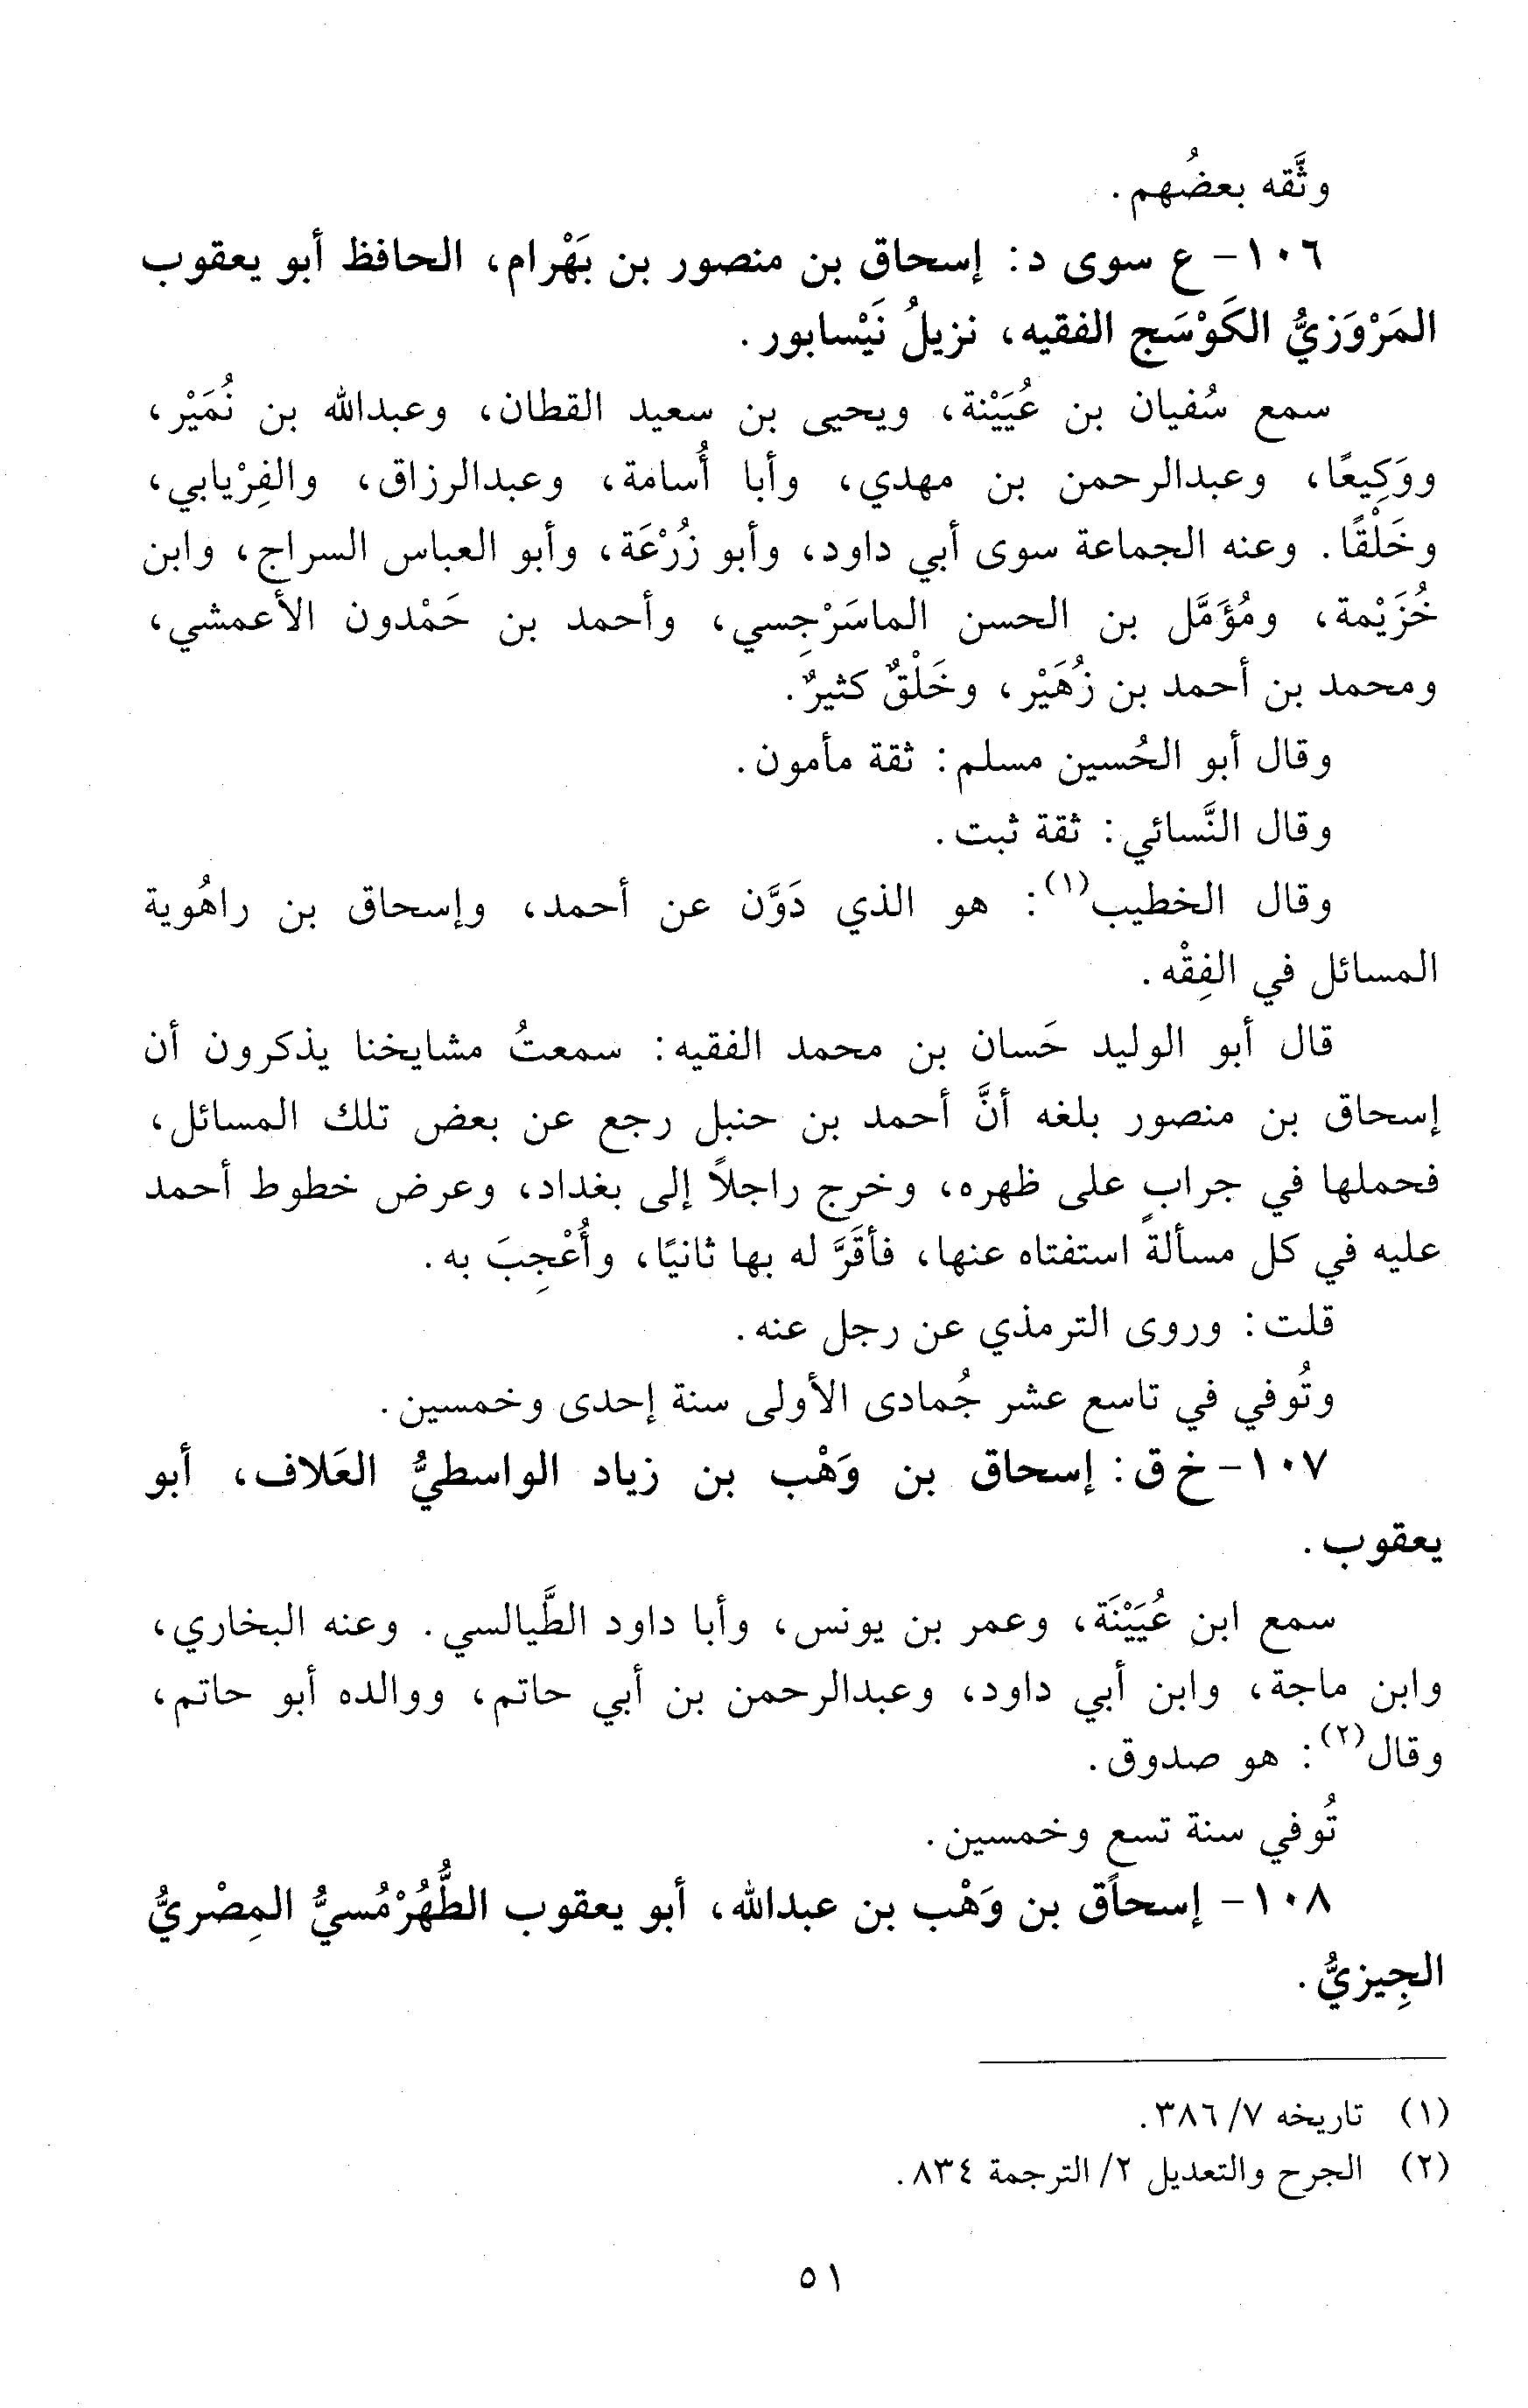 وثَّقه بعضُهم.
١٠٦- ع سوى د: إسحاق بن منصور بن بَهْرام، الحافظ أبو يعقوب
المَرْوَزيُّ الكَوْسَج الفقيه، نزيلُ نَيْسابور.
سمع سُفيان بن عُيَيْنة، ويحيى بن سعيد القطان، وعبدالله بن نُمَيْر،
ووَكِيعًا، وعبدالرحمن بن مهدي، وأبا أُسامة، وعبدالرزاق، والفِرْيابي،
وخَلْقًا. وعنه الجماعة سوى أبي داود، وأبو زُرْعَة، وأبو العباس السراج، وابن
خُزَيْمة، ومُؤَمَّل بن الحسن الماسَرْجِسي، وأحمد بن حَمْدون الأعمشي،
ومحمد بن أحمد بن زُهَيْر، وخَلْقٌ كثيرٌ.
وقال أبو الحُسين مسلم: ثقة مأمون.
وقال النَّسائي: ثقة ثبت.
وقال الخطيب(١): هو الذي دَوَّن عن أحمد، وإسحاق بن راهُوية
المسائل في الفِقْه.
قال أبو الوليد حَسان بن محمد الفقيه: سمعتُ مشايخنا يذكرون أن
إسحاق بن منصور بلغه أنَّ أحمد بن حنبل رجع عن بعض تلك المسائل،
فحملها في جرابٍ على ظهره، وخرج راجلاً إلى بغداد، وعرض خطوط أحمد
عليه في كل مسألةٍ استفتاه عنها، فأقَرَّ له بها ثانيًا، وأُعْجِبَ به.
قلت: وروى الترمذي عن رجل عنه.
وتُوفي في تاسع عشر جُمادى الأولى سنة إحدى وخمسين.
١٠٧- خ ق: إسحاق بن وَهْب بن زياد الواسطيُّ العَلاف، أبو
يعقوب.
سمع ابن عُيَيْنَة، وعمر بن يونس، وأبا داود الطَّيالسي. وعنه البخاري،
وابن ماجة، وابن أبي داود، وعبدالرحمن بن أبي حاتم، ووالده أبو حاتم،
وقال(٢): هو صدوق.
تُوفي سنة تسع وخمسين.
١٠٨- إسحاق بن وَهْب بن عبدالله، أبو يعقوب الطُّهُرْمُسيُّ المِصْريُّ
الجِيزيُّ.
(١) تاريخه ٧/ ٣٨٦.
(٢) الجرح والتعديل ٢/ الترجمة ٨٣٤.
٥١